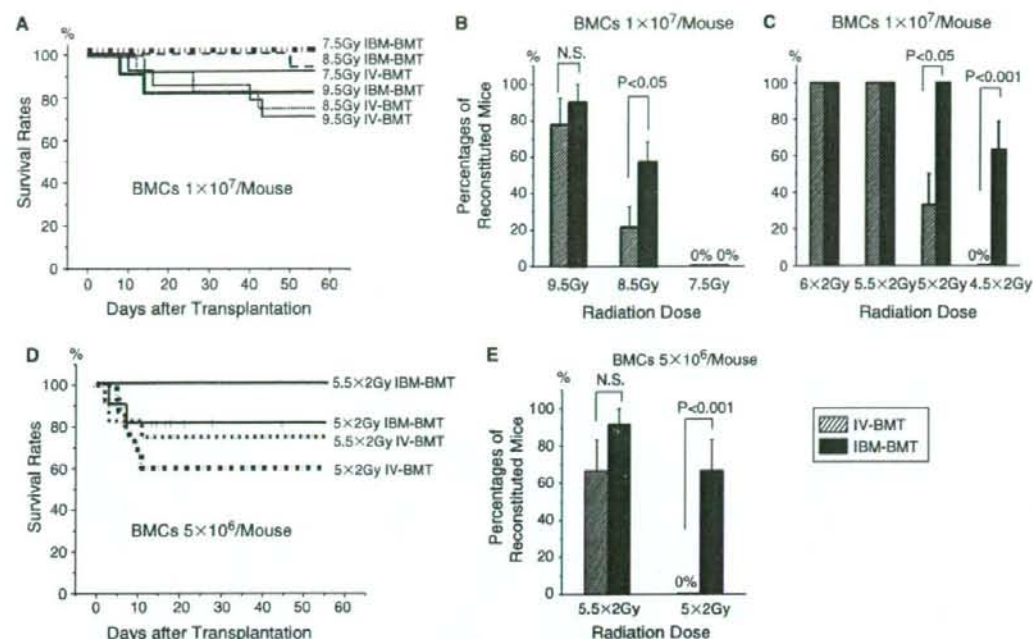 A
%
100
80
60
40
20
0
Survival Rates
7.5Gy IBM-BMT
8.5Gy IBM-BMT
7.5Gy IV-BMT
9.5Gy IBM-BMT
8.5Gy IV-BMT
9.5Gy IV-BMT
BMCs 1×10⁷/Mouse
0 10 20 30 40 50 60
Days after Transplantation
B
BMCs 1×10⁷/Mouse
%
100
80
60
40
20
0
Percentages of
Reconstituted Mice
N.S.
P<0.05
0% 0%
9.5Gy 8.5Gy 7.5Gy
Radiation Dose
C
BMCs 1×10⁷/Mouse
%
100
80
60
40
20
0
P<0.05
P<0.001
0%
6×2Gy 5.5×2Gy 5×2Gy 4.5×2Gy
Radiation Dose
D
%
100
80
60
40
20
0
Survival Rates
5.5×2Gy IBM-BMT
5×2Gy IBM-BMT
5.5×2Gy IV-BMT
5×2Gy IV-BMT
BMCs 5×10⁶/Mouse
0 10 20 30 40 50 60
Days after Transplantation
E
BMCs 5×10⁶/Mouse
%
100
80
60
40
20
0
Percentages of
Reconstituted Mice
N.S.
P<0.001
0%
5.5×2Gy 5×2Gy
Radiation Dose
IV-BMT
IBM-BMT